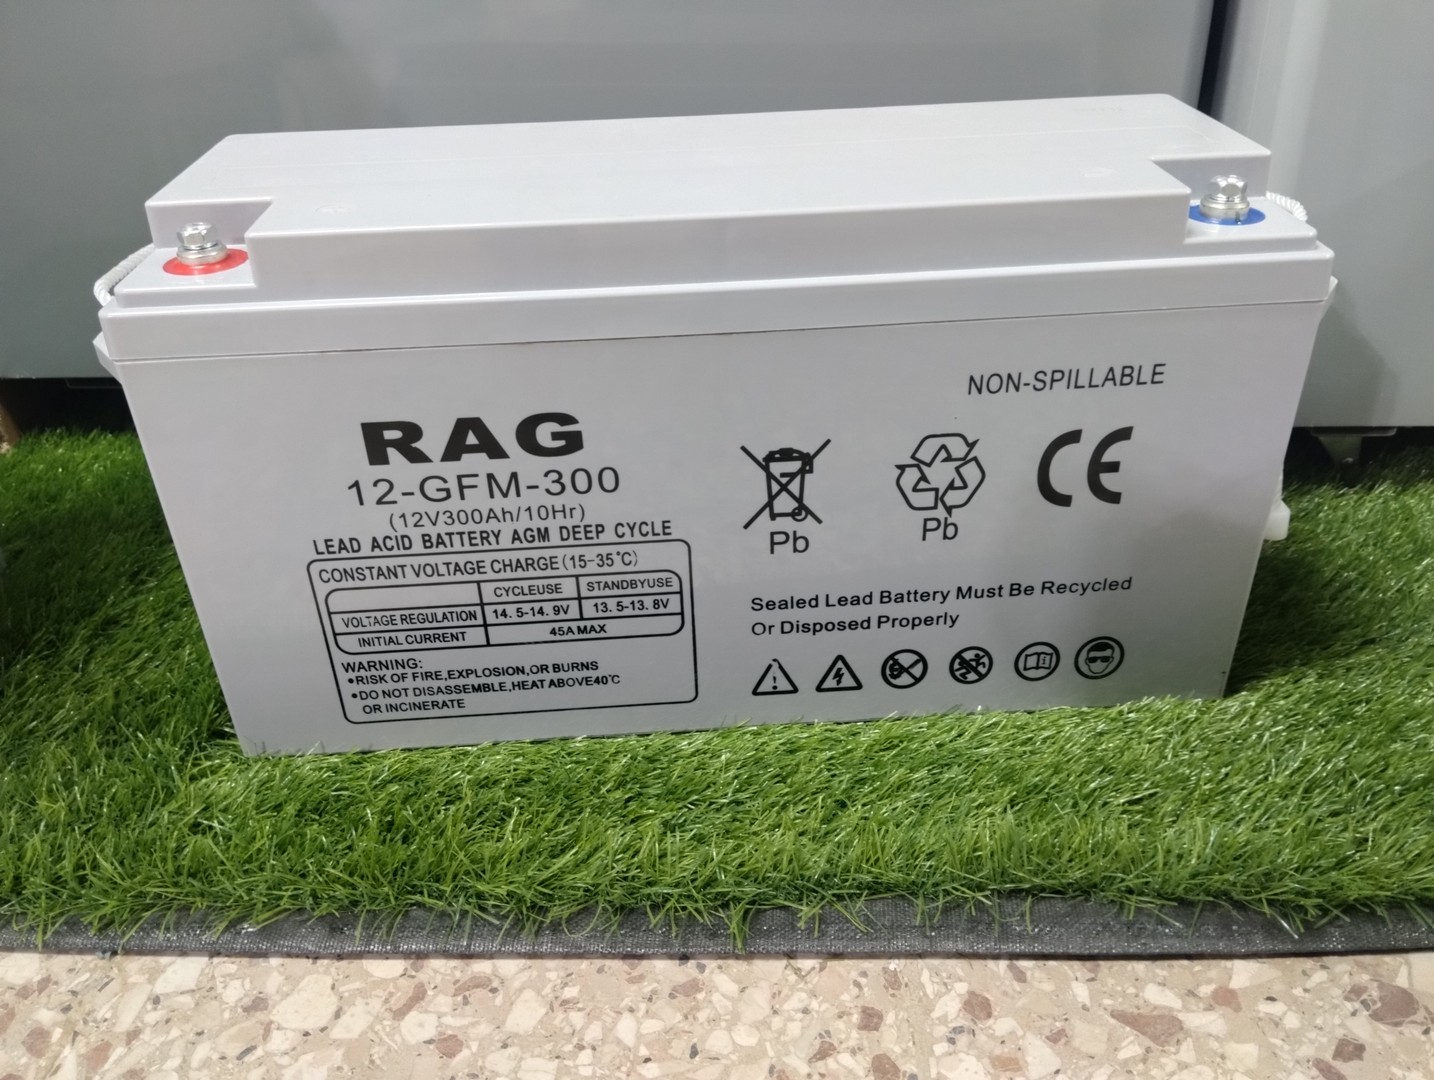 NON-SPILLABLE
RAG
12-GFM-300
(12V300Ah/10Hr)
LEAD ACID BATTERY AGM DEEP CYCLE
CONSTANT VOLTAGE CHARGE(15-35℃)
CYCLEUSE STANDBYUSE
VOLTAGE REGULATION 14.5-14.9V 13.5-13.8V
INITIAL CURRENT 45AMAX
WARNING:
•RISK OF FIRE,EXPLOSION,OR BURNS
•DO NOT DISASSEMBLE,HEAT ABOVE40℃
OR INCINERATE
Pb
Pb
CE
Sealed Lead Battery Must Be Recycled
Or Disposed Properly